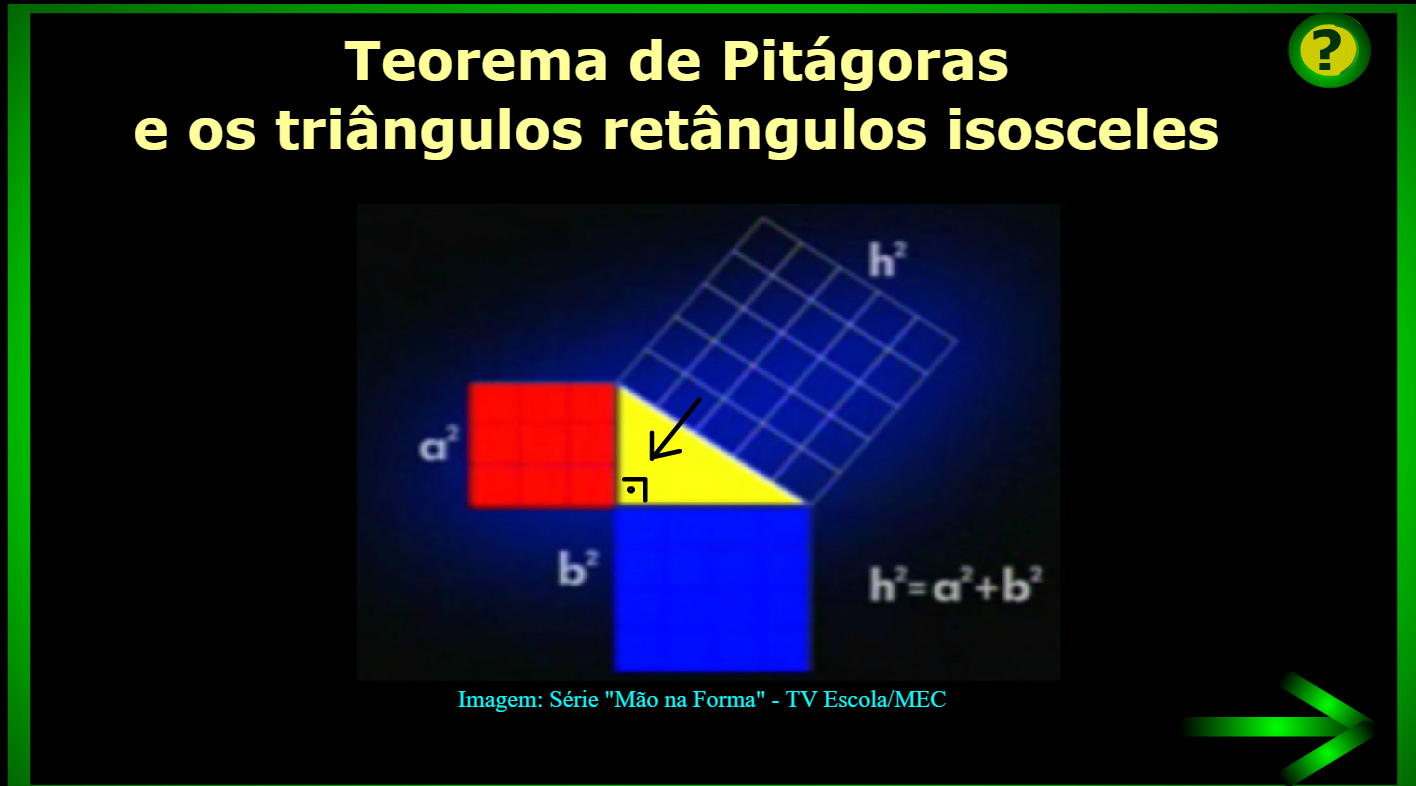 Teorema de Pitágoras
?
e os triângulos retângulos isosceles
h²
a²
b²
h²=a²+b²
Imagem: Série "Mão na Forma" - TV Escola/MEC